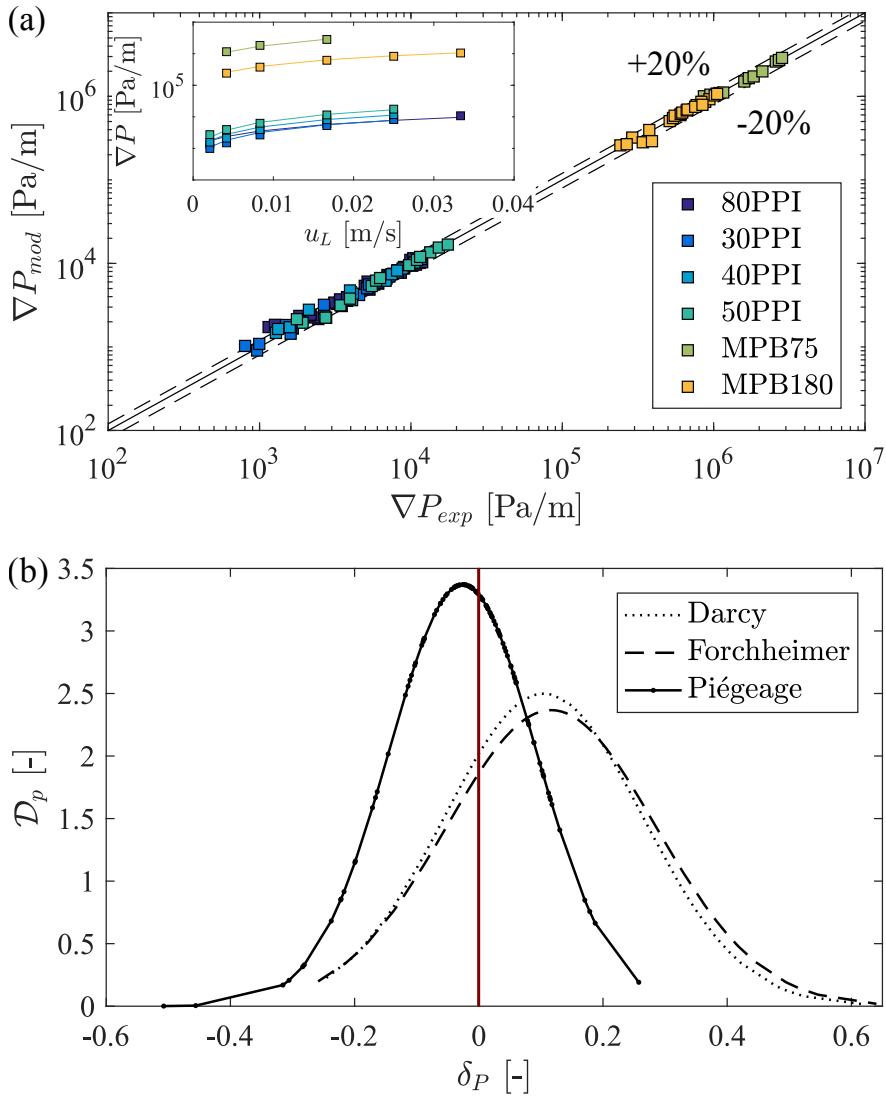 (a)
∇P [Pa/m]
10^5
0
0.01
0.02
0.03
0.04
u_L [m/s]
+20%
-20%
∇P_mod [Pa/m]
10^6
10^4
10^2
80PPI
30PPI
40PPI
50PPI
MPB75
MPB180
10^2
10^3
10^4
10^5
10^6
10^7
∇P_exp [Pa/m]
(b)
D_p [-]
3.5
3
2.5
2
1.5
1
0.5
0
Darcy
Forchheimer
Piégeage
-0.6
-0.4
-0.2
0
0.2
0.4
0.6
δ_P [-]